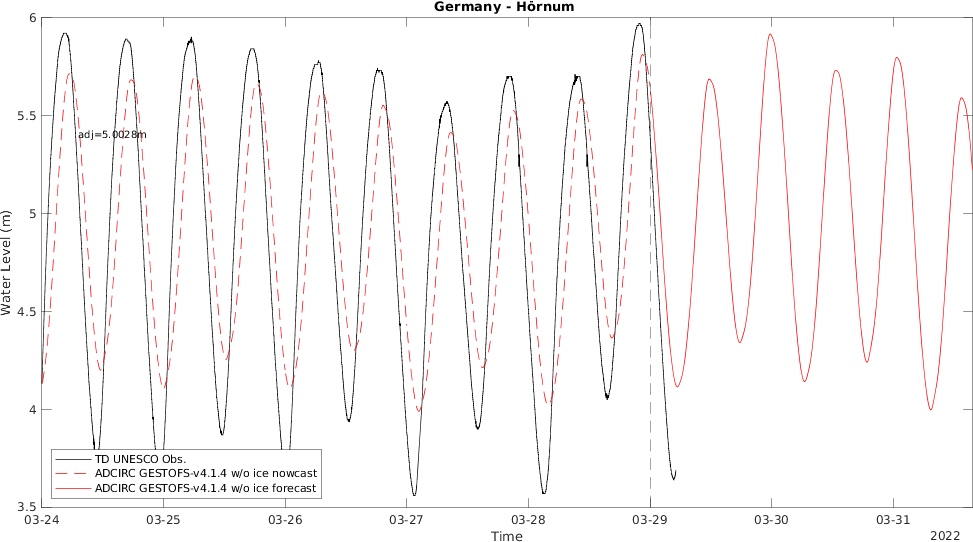 Germany - Hörnum
6
5.5
5
4.5
4
3.5
Water Level (m)
adj=5.0028m
TD UNESCO Obs.
ADCIRC GESTOFS-v4.1.4 w/o ice nowcast
ADCIRC GESTOFS-v4.1.4 w/o ice forecast
03-24
03-25
03-26
03-27
03-28
03-29
03-30
03-31
Time
2022